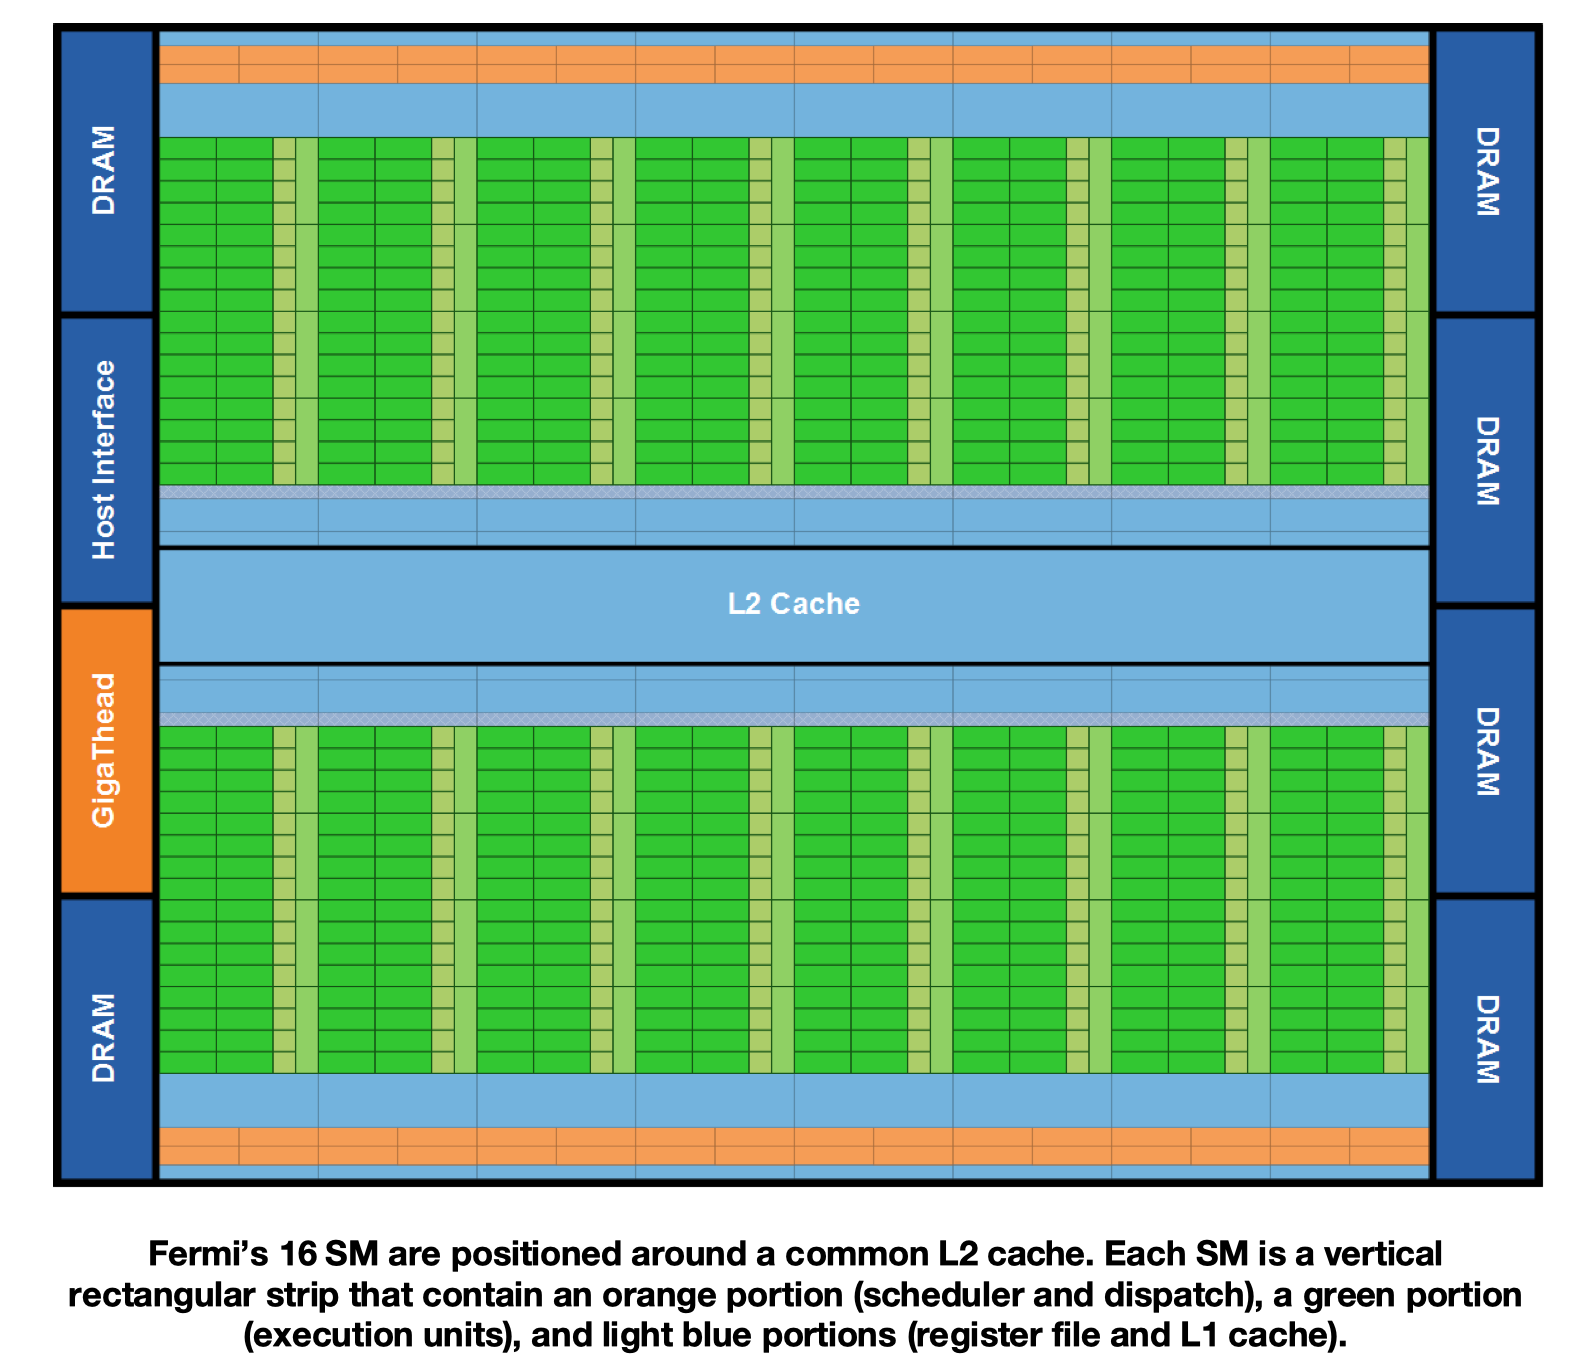 DRAM
Host Interface
GigaThead
DRAM
L2 Cache
DRAM
DRAM
DRAM
DRAM
Fermi’s 16 SM are positioned around a common L2 cache. Each SM is a vertical
rectangular strip that contain an orange portion (scheduler and dispatch), a green portion
(execution units), and light blue portions (register file and L1 cache).